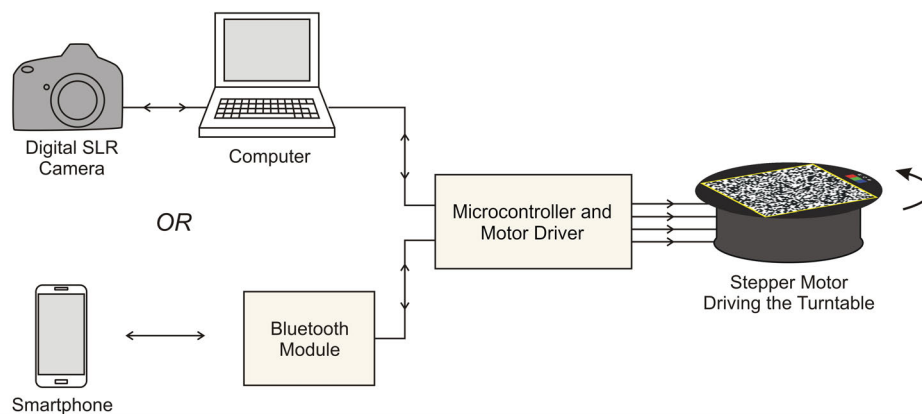 Digital SLR
Camera
Computer
OR
Microcontroller and
Motor Driver
Stepper Motor
Driving the Turntable
Bluetooth
Module
Smartphone